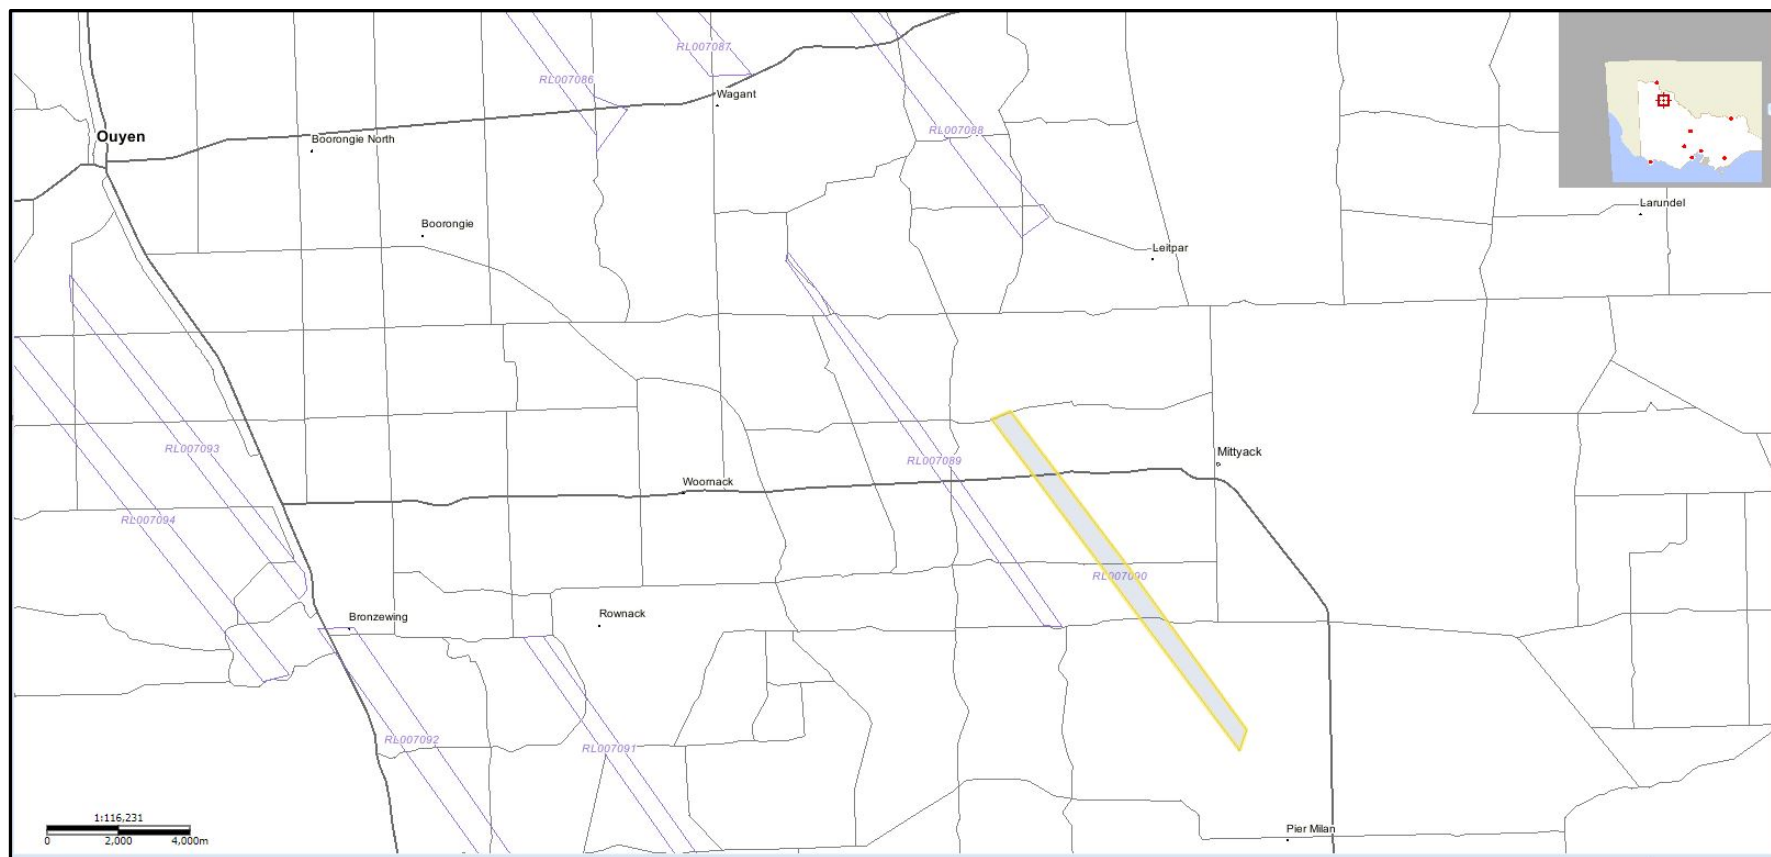 RL007087
RL007086
Wagant
RL007088
Ouyen
Boorongie North
Larundel
Boorongie
Leitpar
RL007093
Mittyack
RL007089
Woornack
RL007094
RL007090
Bronzewing
Rownack
RL007092
RL007091
1:116,231
0 2,000 4,000m
Pier Milan